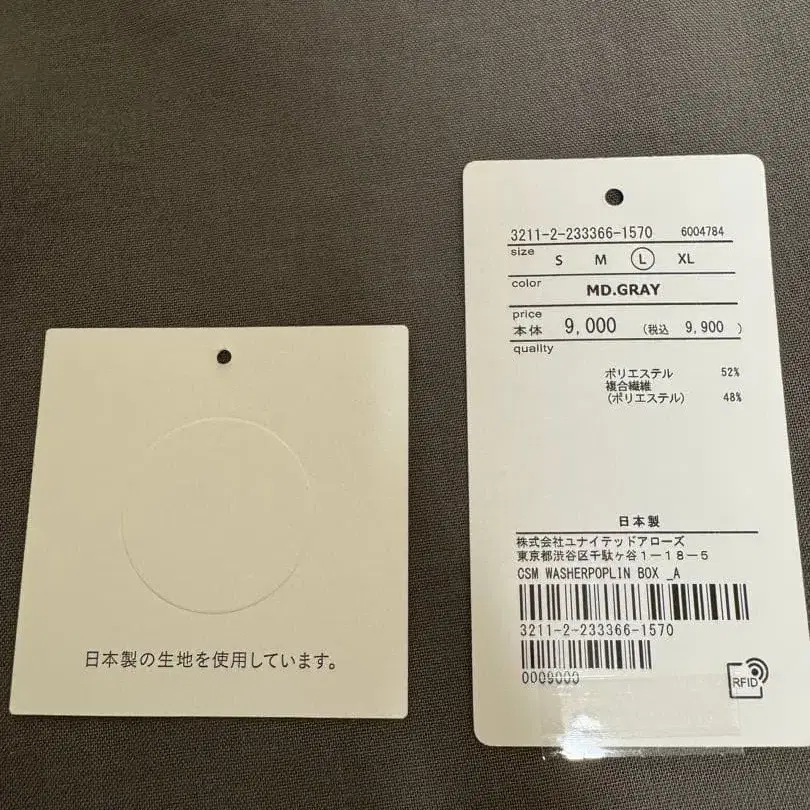 日本製の生地を使用しています。
3211-2-233366-1570 6004784
size
S M L XL
color
MD.GRAY
price
本体 9,000 (税込 9,900 )
quality
ポリエステル 52%
複合繊維
(ポリエステル) 48%
日本製
株式会社ユナイテッドアローズ
東京都渋谷区千駄ヶ谷1-18-5
CSM WASHERPOPLIN BOX _A
3211-2-233366-1570
0009000
RFID